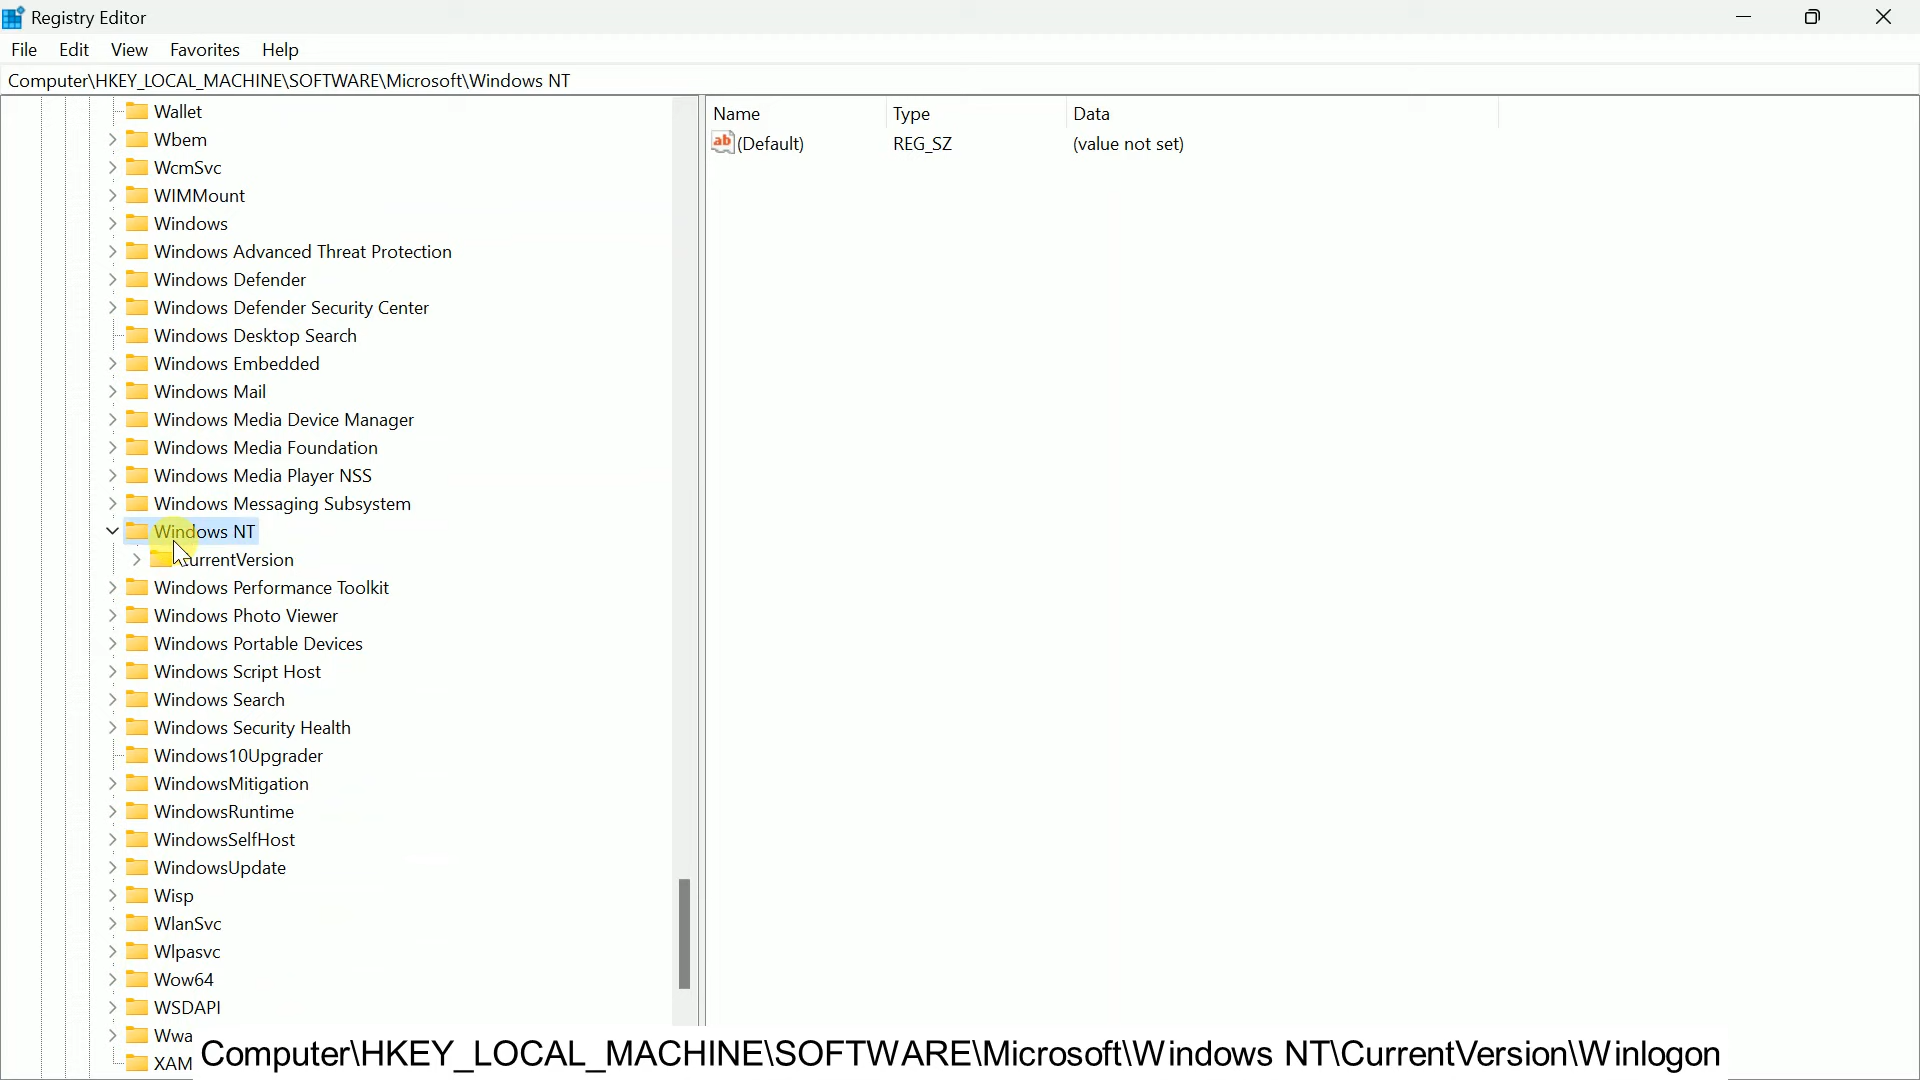 Registry Editor
File Edit View Favorites Help
Computer\HKEY_LOCAL_MACHINE\SOFTWARE\Microsoft\Windows NT
Name Type Data
ab (Default) REG_SZ (value not set)
Wallet
Wbem
WcmSvc
WIMMount
Windows
Windows Advanced Threat Protection
Windows Defender
Windows Defender Security Center
Windows Desktop Search
Windows Embedded
Windows Mail
Windows Media Device Manager
Windows Media Foundation
Windows Media Player NSS
Windows Messaging Subsystem
Windows NT
CurrentVersion
Windows Performance Toolkit
Windows Photo Viewer
Windows Portable Devices
Windows Script Host
Windows Search
Windows Security Health
Windows10Upgrader
WindowsMitigation
WindowsRuntime
WindowsSelfHost
WindowsUpdate
Wisp
WlanSvc
Wlpasvc
Wow64
WSDAPI
Wwa
XAM
Computer\HKEY_LOCAL_MACHINE\SOFTWARE\Microsoft\Windows NT\CurrentVersion\Winlogon